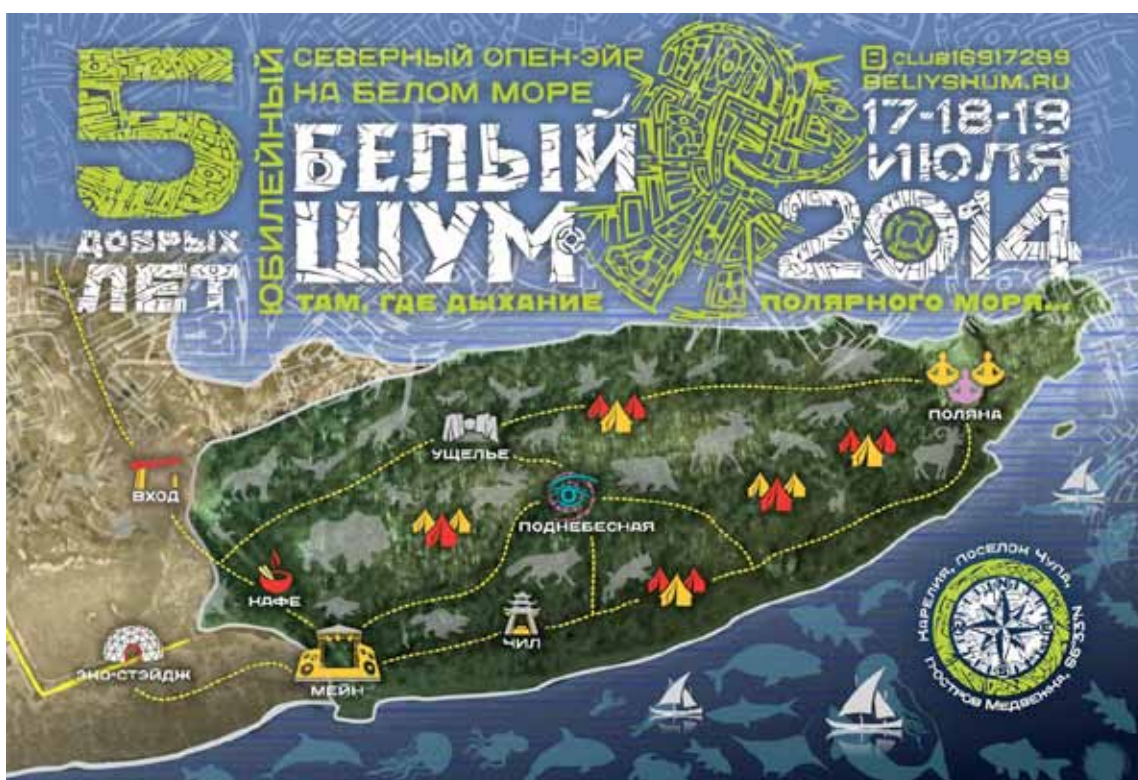 5
ДОБРЫХ
ЛЕТ
ЮБИЛЕЙНЫЙ
СЕВЕРНЫЙ ОПЕН-ЭЙР
НА БЕЛОМ МОРЕ
БЕЛЫЙ
ШУМ
CLUB16917299
BELIYSHUM.RU
17-18-19
ИЮЛЯ
2014
ТАМ, ГДЕ ДЫХАНИЕ ПОЛЯРНОГО МОРЯ...
ПОЛЯНА
УЩЕЛЬЕ
ВХОД
ПОДНЕБЕСНАЯ
КАФЕ
ЧИЛ
ЭКО-СТЭЙДЖ
МЕЙН
КАРЕЛИЯ, ПОСЕЛОК ЧУПА,
N